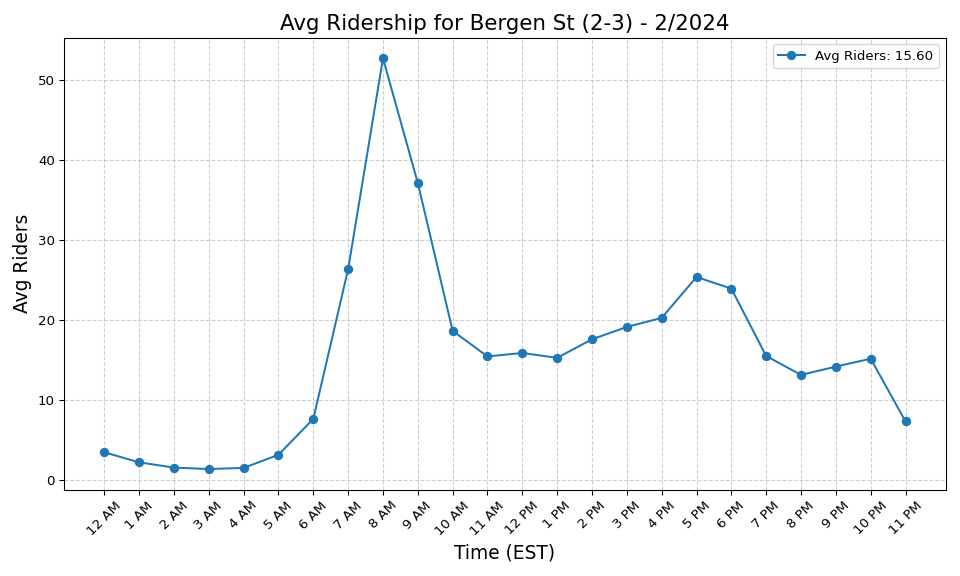 Avg Ridership for Bergen St (2-3) - 2/2024
Avg Riders: 15.60
Avg Riders
50
40
30
20
10
0
12 AM
1 AM
2 AM
3 AM
4 AM
5 AM
6 AM
7 AM
8 AM
9 AM
10 AM
11 AM
12 PM
1 PM
2 PM
3 PM
4 PM
5 PM
6 PM
7 PM
8 PM
9 PM
10 PM
11 PM
Time (EST)